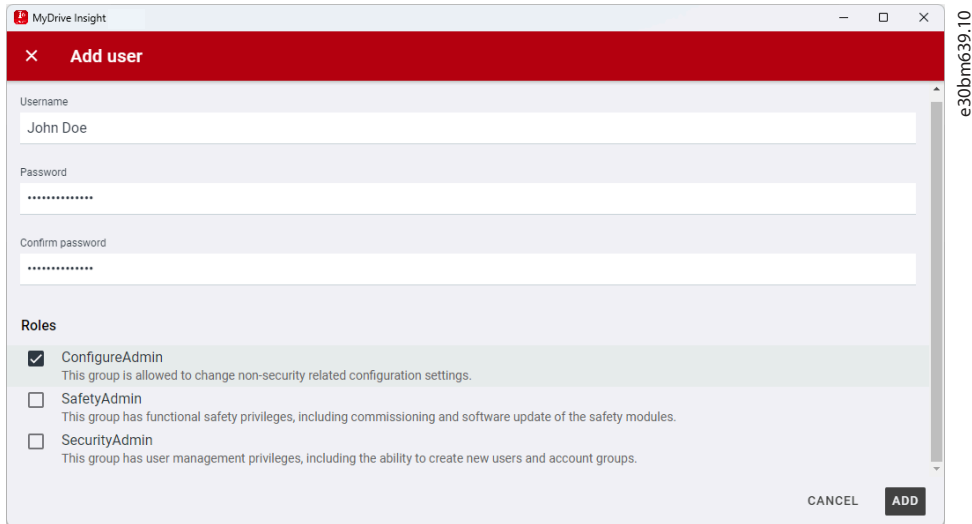 MyDrive Insight
Add user
Username
John Doe
Password
••••••••••••••
Confirm password
••••••••••••••
Roles
ConfigureAdmin
This group is allowed to change non-security related configuration settings.
SafetyAdmin
This group has functional safety privileges, including commissioning and software update of the safety modules.
SecurityAdmin
This group has user management privileges, including the ability to create new users and account groups.
CANCEL ADD
e30bm639.10